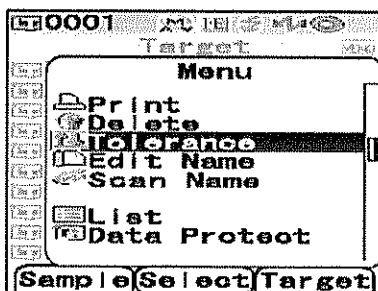 0001
Target
Menu
Print
Delete
Tolerance
Edit Name
Scan Name
List
Data Protect
Sample Select Target